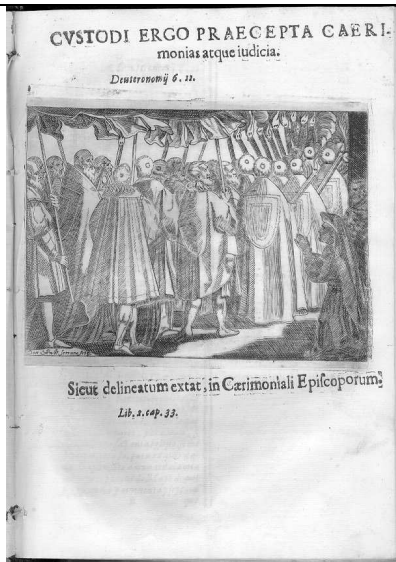 CVSTODI ERGO PRAECEPTA CAERI-
monias atque iudicia.
Deuteronomij 6. 11.
Sicut delineatum extat, in Cærimoniali Epiſcoporum.
Lib. 2. cap. 33.